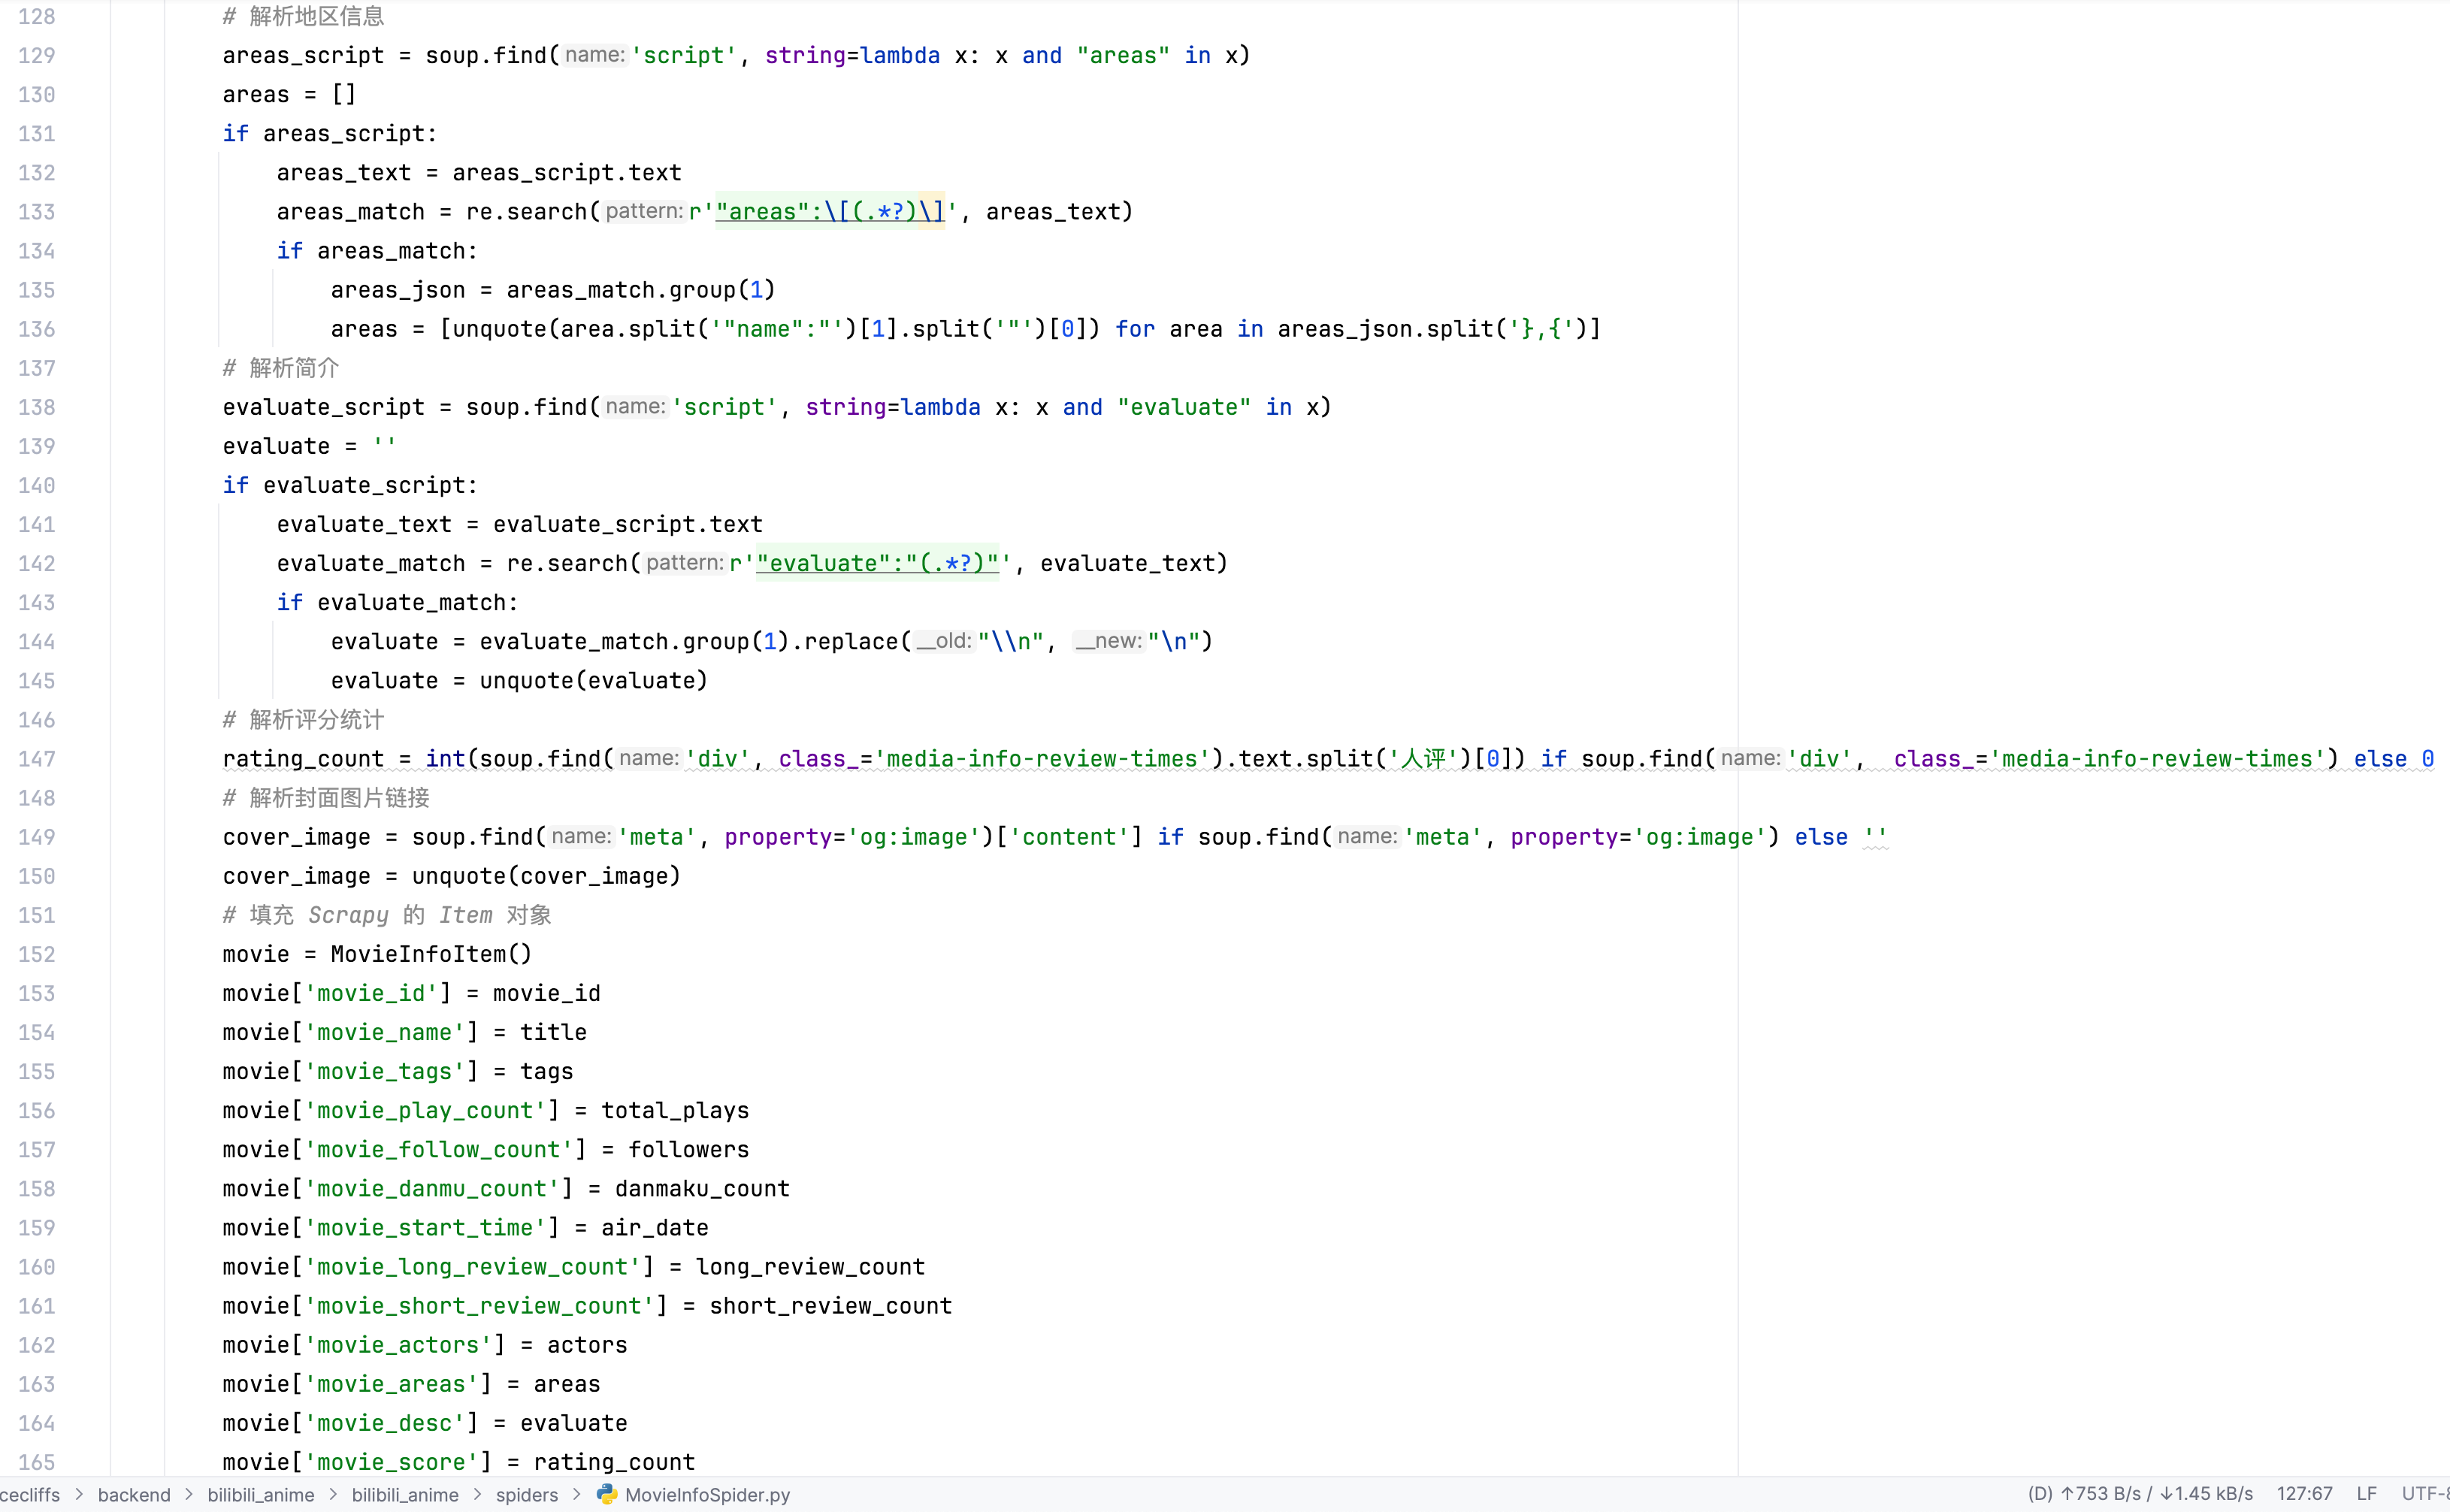 128 # 解析地区信息
129 areas_script = soup.find( name: 'script', string=lambda x: x and "areas" in x)
130 areas = []
131 if areas_script:
132 areas_text = areas_script.text
133 areas_match = re.search( pattern: r'"areas":\[(.*?)\]', areas_text)
134 if areas_match:
135 areas_json = areas_match.group(1)
136 areas = [unquote(area.split('"name":"')[1].split('"')[0]) for area in areas_json.split('},{')]
137 # 解析简介
138 evaluate_script = soup.find( name: 'script', string=lambda x: x and "evaluate" in x)
139 evaluate = ''
140 if evaluate_script:
141 evaluate_text = evaluate_script.text
142 evaluate_match = re.search( pattern: r'"evaluate":"(.*?)"', evaluate_text)
143 if evaluate_match:
144 evaluate = evaluate_match.group(1).replace( __old: "\\n", __new: "\n")
145 evaluate = unquote(evaluate)
146 # 解析评分统计
147 rating_count = int(soup.find( name: 'div', class_='media-info-review-times').text.split('人评')[0]) if soup.find( name: 'div', class_='media-info-review-times') else 0
148 # 解析封面图片链接
149 cover_image = soup.find( name: 'meta', property='og:image')['content'] if soup.find( name: 'meta', property='og:image') else ''
150 cover_image = unquote(cover_image)
151 # 填充 Scrapy 的 Item 对象
152 movie = MovieInfoItem()
153 movie['movie_id'] = movie_id
154 movie['movie_name'] = title
155 movie['movie_tags'] = tags
156 movie['movie_play_count'] = total_plays
157 movie['movie_follow_count'] = followers
158 movie['movie_danmu_count'] = danmaku_count
159 movie['movie_start_time'] = air_date
160 movie['movie_long_review_count'] = long_review_count
161 movie['movie_short_review_count'] = short_review_count
162 movie['movie_actors'] = actors
163 movie['movie_areas'] = areas
164 movie['movie_desc'] = evaluate
165 movie['movie_score'] = rating_count
cecliffs > backend > bilibili_anime > bilibili_anime > spiders > MovieInfoSpider.py (D) ↑753 B/s / ↓1.45 kB/s 127:67 LF UTF-8